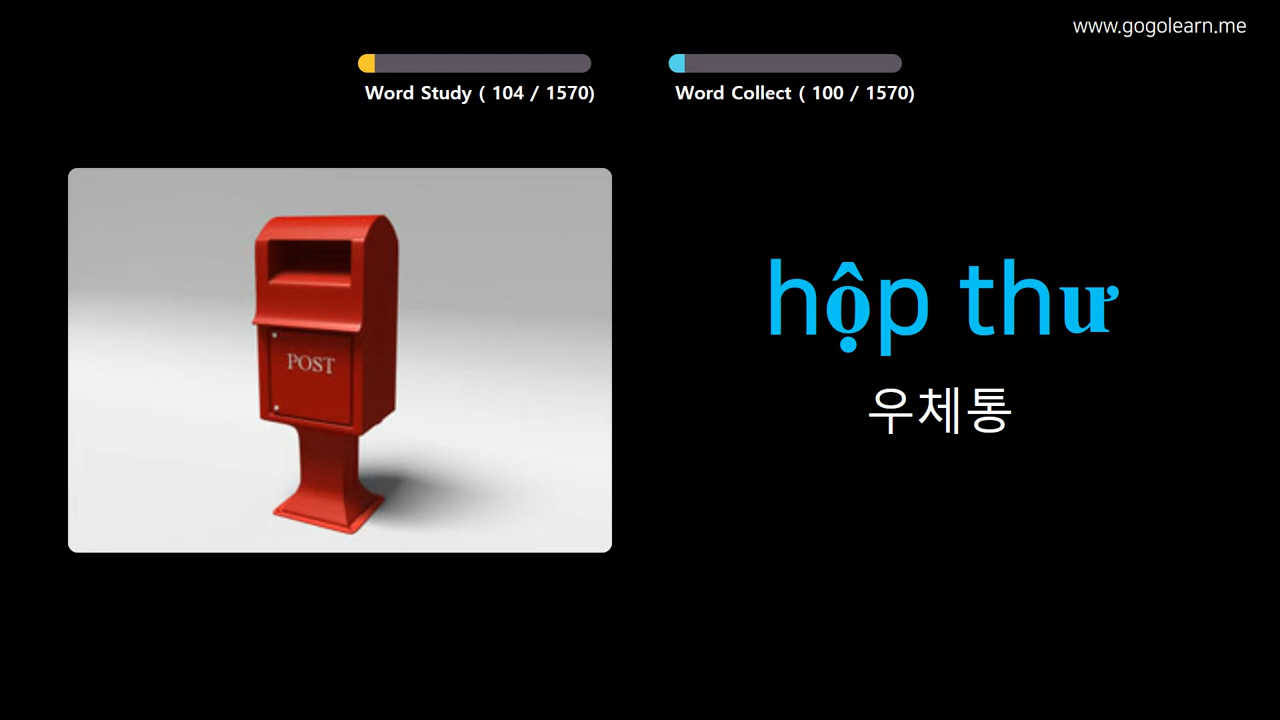 www.gogolearn.me
Word Study ( 104 / 1570)
Word Collect ( 100 / 1570)
POST
hộp thư
우체통